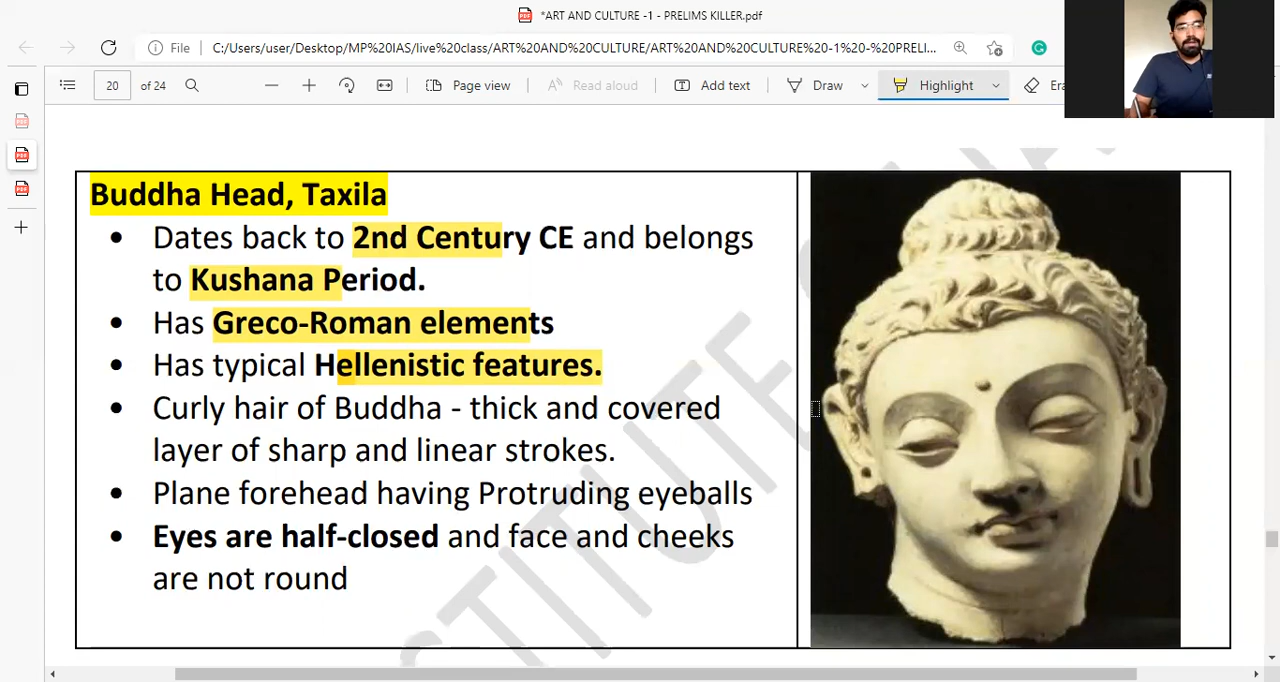 *ART AND CULTURE -1 - PRELIMS KILLER.pdf
File
C:/Users/user/Desktop/MP%20IAS/live%20class/ART%20AND%20CULTURE/ART%20AND%20CULTURE%20-1%20-%20PRELI...
20
of 24
Page view
Read aloud
Add text
Draw
Highlight
Era
Buddha Head, Taxila
• Dates back to 2nd Century CE and belongs
to Kushana Period.
• Has Greco-Roman elements
• Has typical Hellenistic features.
• Curly hair of Buddha - thick and covered
layer of sharp and linear strokes.
• Plane forehead having Protruding eyeballs
• Eyes are half-closed and face and cheeks
are not round
STITUTE